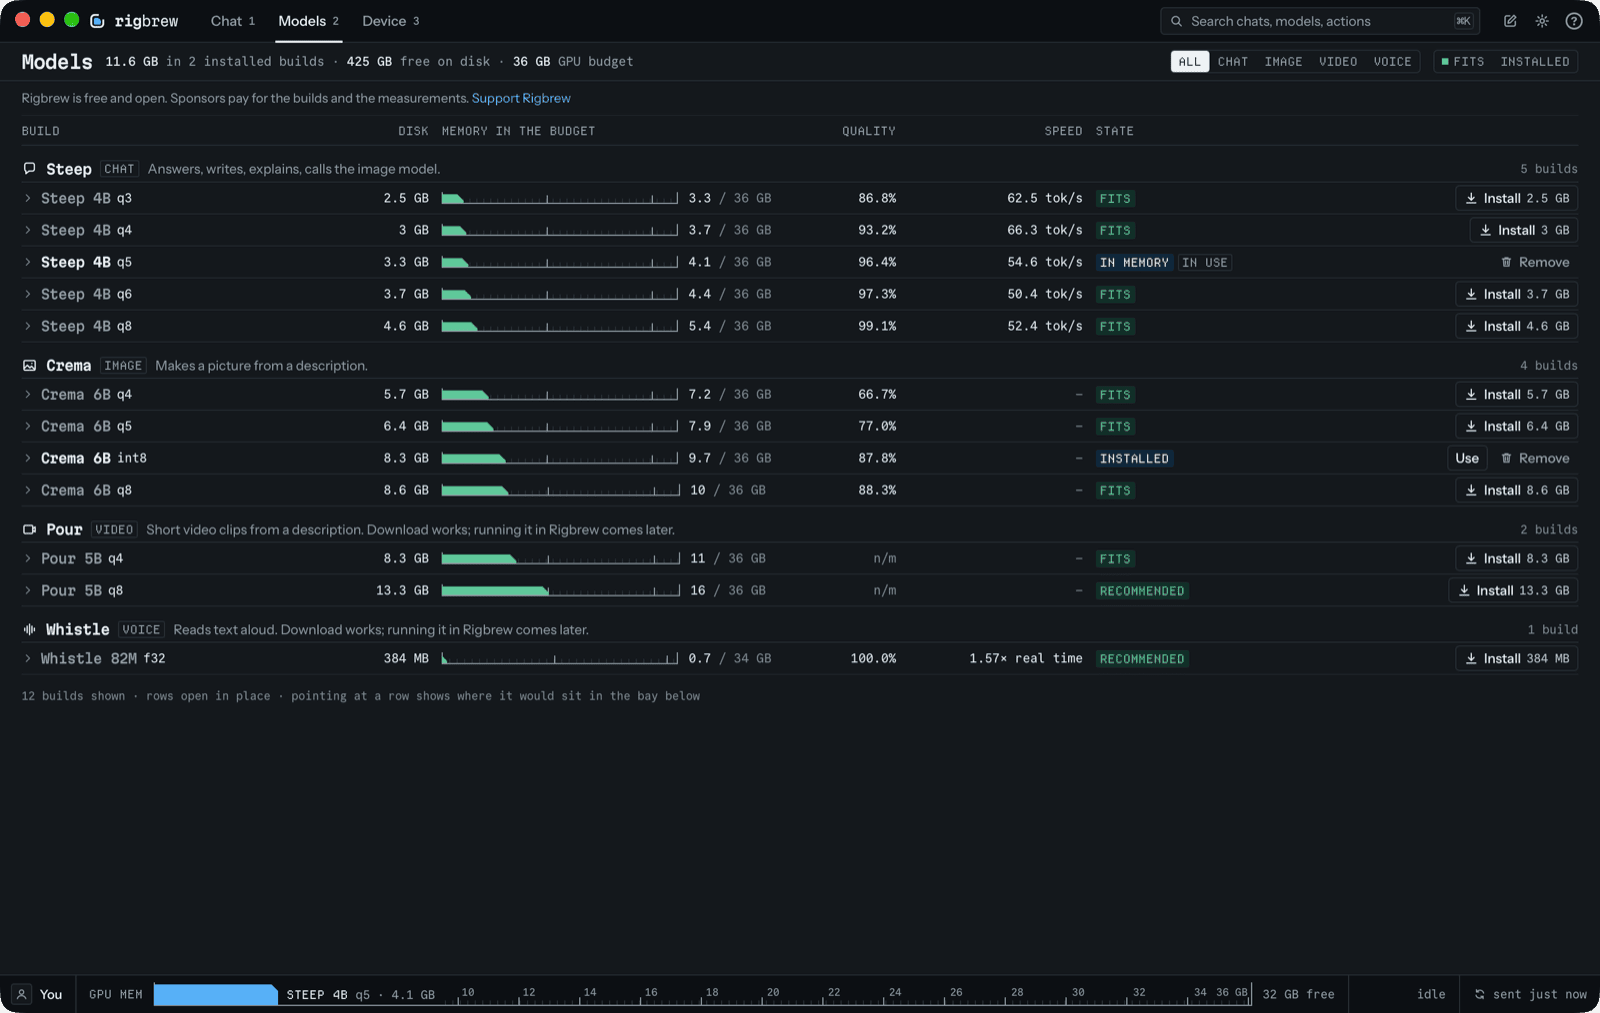 rigbrew Chat 1 Models 2 Device 3 Search chats, models, actions ⌘K
Models 11.6 GB in 2 installed builds · 425 GB free on disk · 36 GB GPU budget ALL CHAT IMAGE VIDEO VOICE FITS INSTALLED
Rigbrew is free and open. Sponsors pay for the builds and the measurements. Support Rigbrew
BUILD DISK MEMORY IN THE BUDGET QUALITY SPEED STATE
Steep CHAT Answers, writes, explains, calls the image model. 5 builds
Steep 4B q3 2.5 GB 3.3 / 36 GB 86.8% 62.5 tok/s FITS Install 2.5 GB
Steep 4B q4 3 GB 3.7 / 36 GB 93.2% 66.3 tok/s FITS Install 3 GB
Steep 4B q5 3.3 GB 4.1 / 36 GB 96.4% 54.6 tok/s IN MEMORY IN USE Remove
Steep 4B q6 3.7 GB 4.4 / 36 GB 97.3% 50.4 tok/s FITS Install 3.7 GB
Steep 4B q8 4.6 GB 5.4 / 36 GB 99.1% 52.4 tok/s FITS Install 4.6 GB
Crema IMAGE Makes a picture from a description. 4 builds
Crema 6B q4 5.7 GB 7.2 / 36 GB 66.7% – FITS Install 5.7 GB
Crema 6B q5 6.4 GB 7.9 / 36 GB 77.0% – FITS Install 6.4 GB
Crema 6B int8 8.3 GB 9.7 / 36 GB 87.8% – INSTALLED Use Remove
Crema 6B q8 8.6 GB 10 / 36 GB 88.3% – FITS Install 8.6 GB
Pour VIDEO Short video clips from a description. Download works; running it in Rigbrew comes later. 2 builds
Pour 5B q4 8.3 GB 11 / 36 GB n/m – FITS Install 8.3 GB
Pour 5B q8 13.3 GB 16 / 36 GB n/m – RECOMMENDED Install 13.3 GB
Whistle VOICE Reads text aloud. Download works; running it in Rigbrew comes later. 1 build
Whistle 82M f32 384 MB 0.7 / 34 GB 100.0% 1.57× real time RECOMMENDED Install 384 MB
12 builds shown · rows open in place · pointing at a row shows where it would sit in the bay below
You GPU MEM STEEP 4B q5 · 4.1 GB 10 12 14 16 18 20 22 24 26 28 30 32 34 36 GB 32 GB free idle sent just now